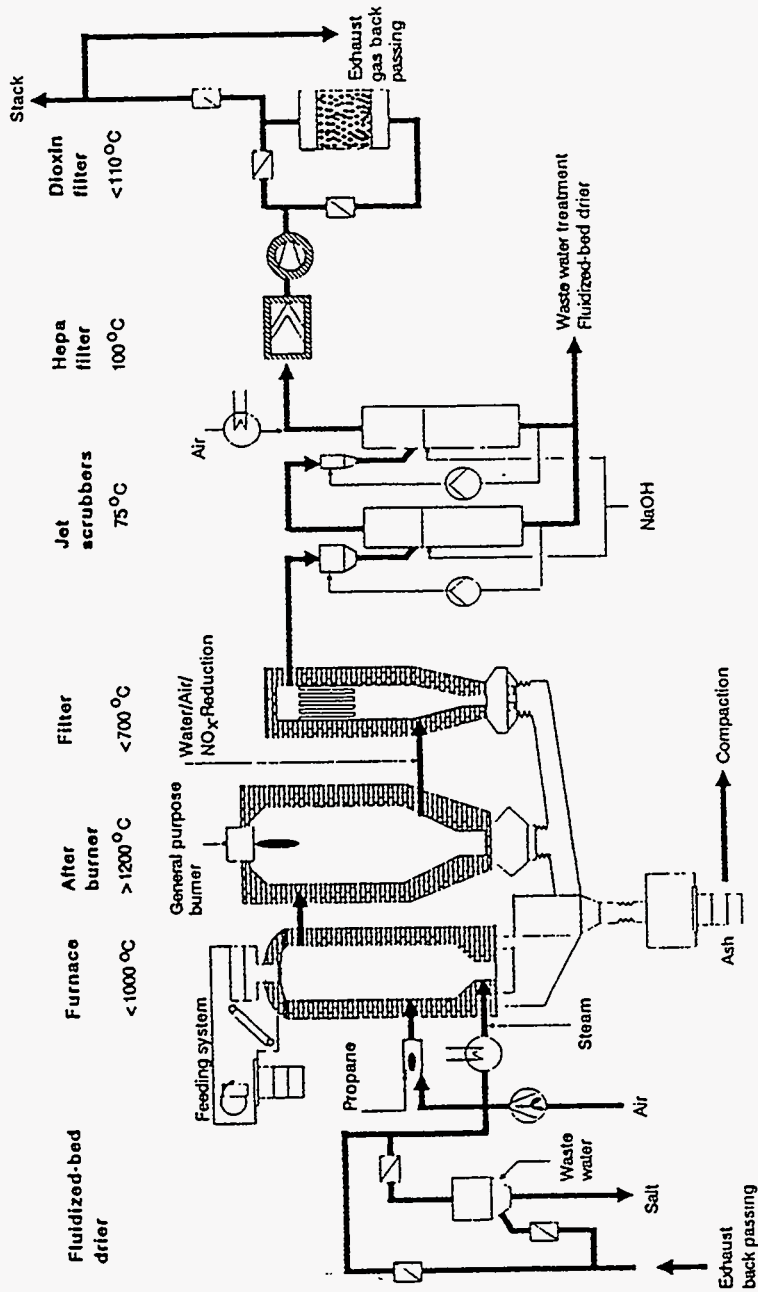 Fluidized-bed
drier
Furnace
<1000 °C
After
burner
>1200°C
Filter
<700°C
Jet
scrubbers
75°C
Hepa
filter
100°C
Dioxin
filter
<110°C
Stack
Feeding system
General purpose
burner
Water/Air/
NOx-Reduction
Air
Exhaust
gas back
passing
Propane
Steam
Air
Waste
water
Salt
Exhaust
back passing
Ash
Compaction
NaOH
Waste water treatment
Fluidized-bed drier